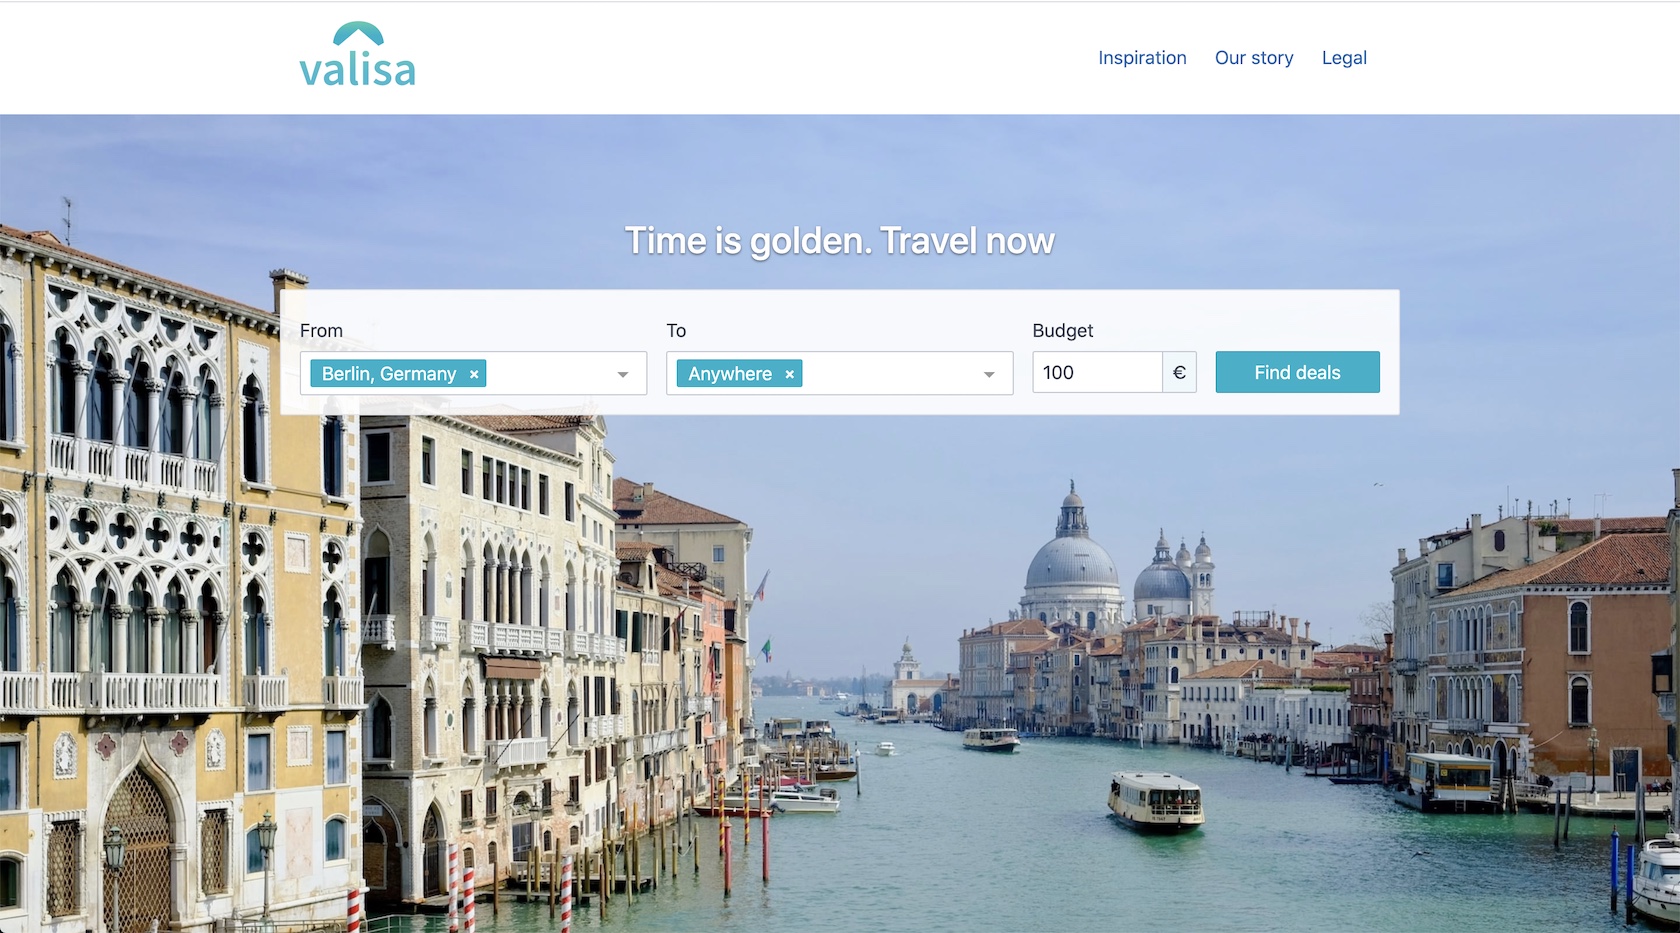 valisa
Inspiration Our story Legal
Time is golden. Travel now
From To Budget
Berlin, Germany × Anywhere × 100 € Find deals